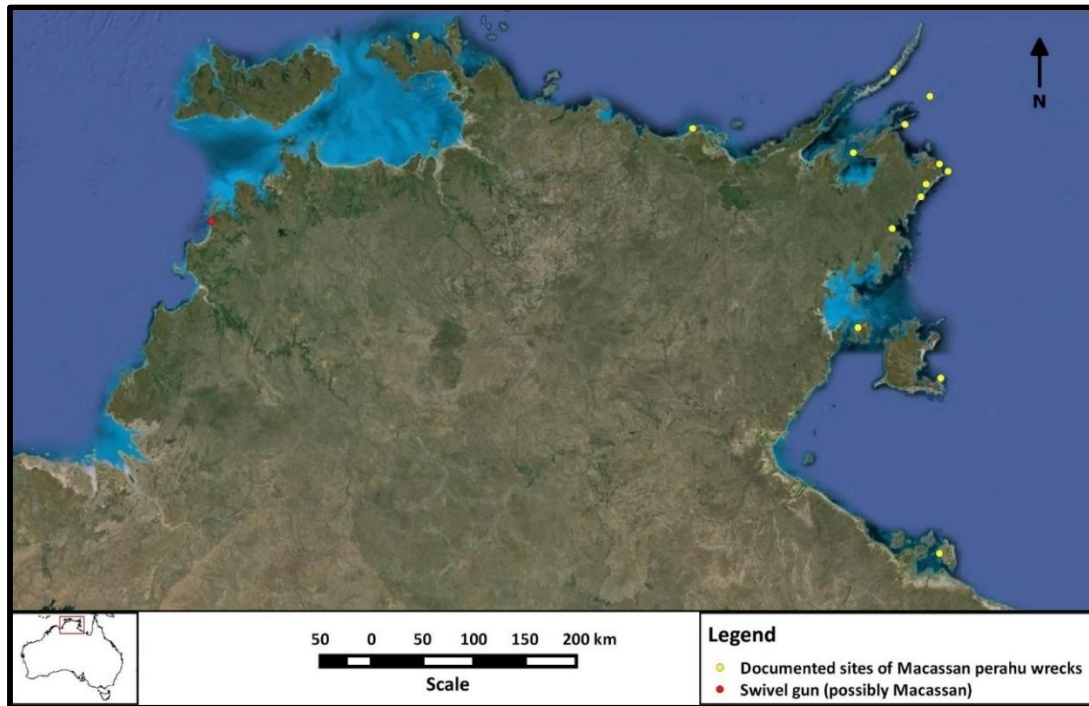 N
50 0 50 100 150 200 km
Scale
Legend
Documented sites of Macassan perahu wrecks
Swivel gun (possibly Macassan)